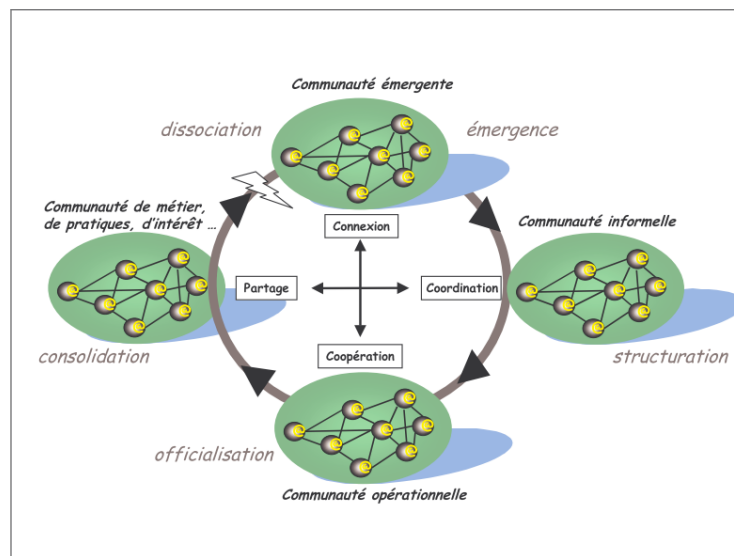 Communauté émergente
dissociation
émergence
Communauté de métier,
de pratiques, d'intérêt ...
Communauté informelle
Connexion
Partage
Coordination
Coopération
consolidation
structuration
officialisation
Communauté opérationnelle
e e e e e e e e
e e e e e e e e
e e e e e e e e
e e e e e e e e